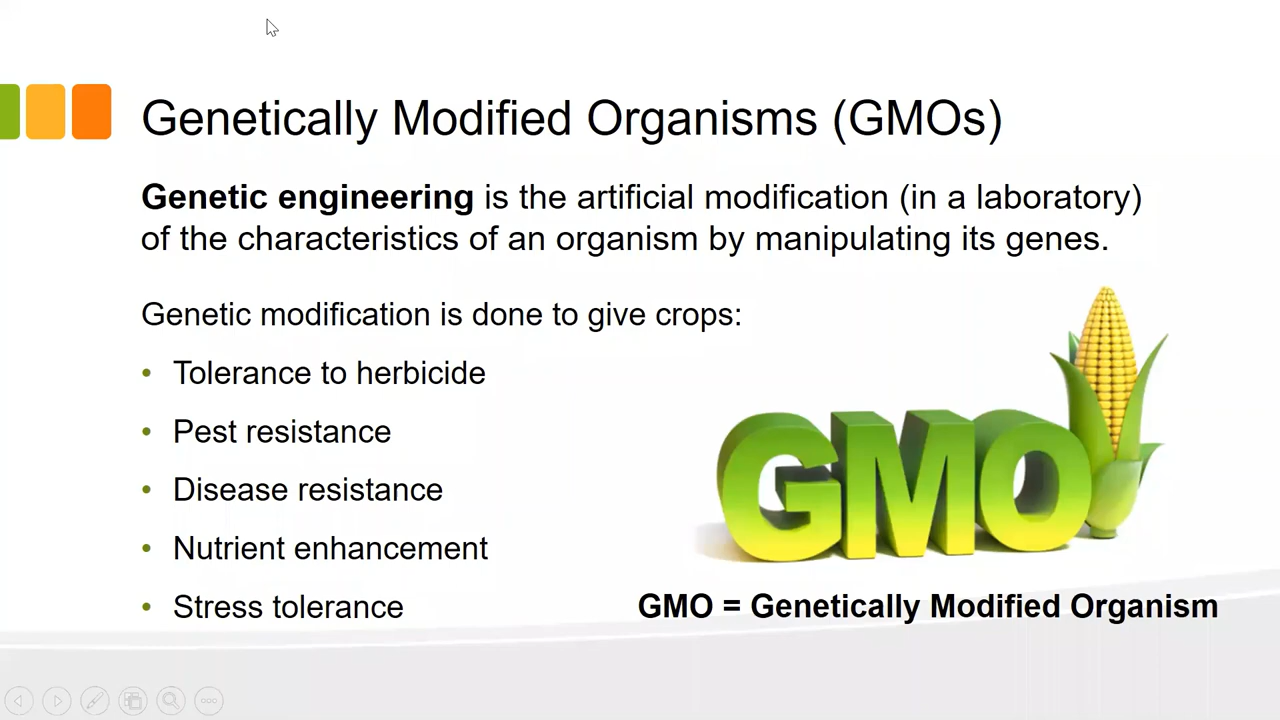 Genetically Modified Organisms (GMOs)
Genetic engineering is the artificial modification (in a laboratory)
of the characteristics of an organism by manipulating its genes.
Genetic modification is done to give crops:
• Tolerance to herbicide
• Pest resistance
• Disease resistance
• Nutrient enhancement
• Stress tolerance
GMO
GMO = Genetically Modified Organism